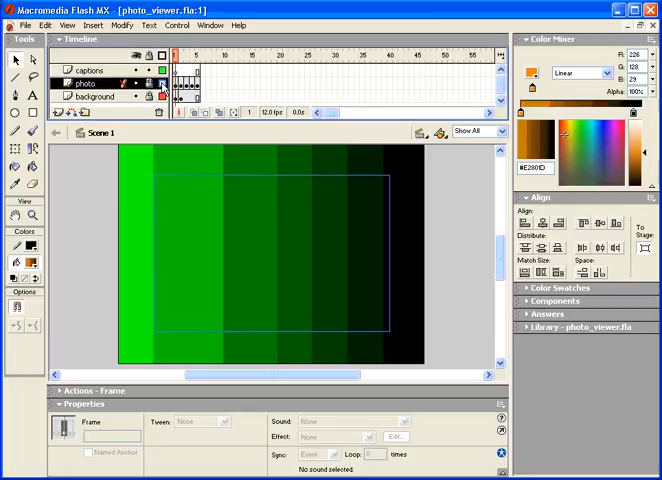 Macromedia Flash MX - [photo_viewer.fla:1]
File Edit View Insert Modify Text Control Window Help
Tools
Timeline
1 5 10 15 20 25 30 35 40 45 50 55
captions
photo
background
1 12.0 fps 0.0s
Scene 1
Show All
View
Colors
Options
Color Mixer
R: 226
Linear
G: 128
B: 29
Alpha: 100%
#E2801D
Align
Align:
To Stage:
Distribute:
Match Size: Space:
Color Swatches
Components
Answers
Library - photo_viewer.fla
Actions - Frame
Properties
Frame
Tween: None
Sound: None
Effect: None
Edit...
Named Anchor
Sync: Event Loop: 0 times
No sound selected.